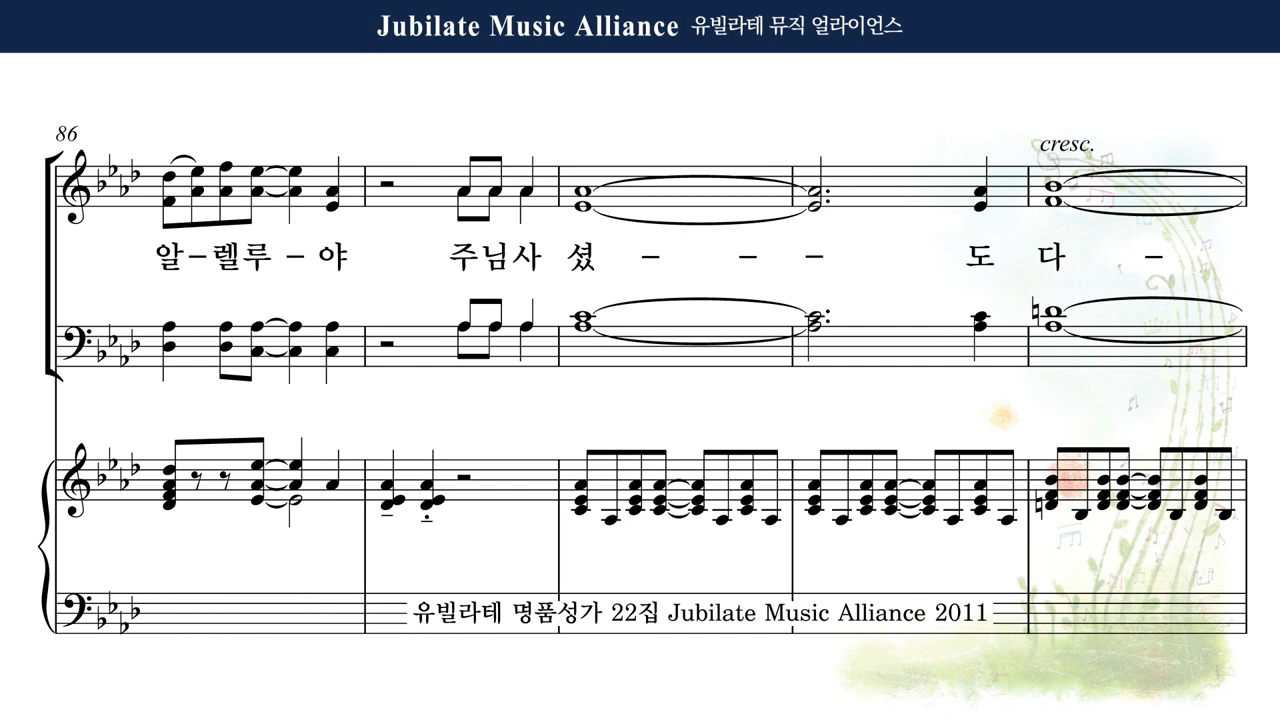 Jubilate Music Alliance 유빌라테 뮤직 얼라이언스
86
cresc.
알-렐루-야 주님사 셨 - - - 도 다 -
유빌라테 명품성가 22집 Jubilate Music Alliance 2011